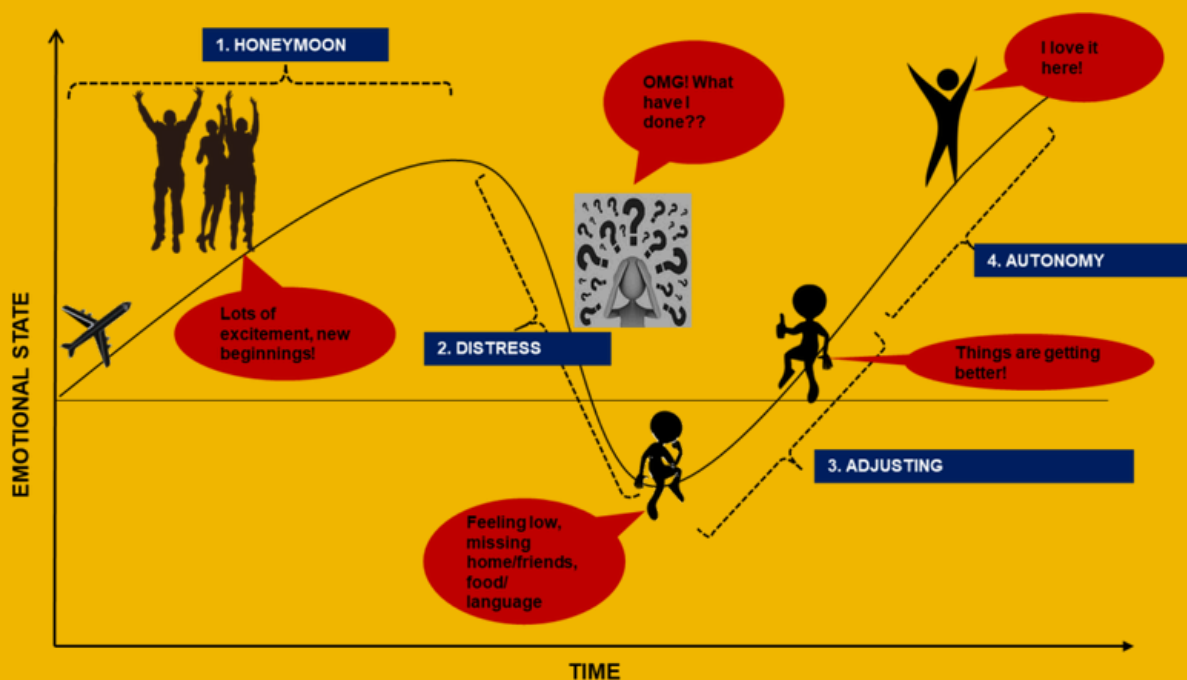 1. HONEYMOON
OMG! What
have I
done??
I love it
here!
Lots of
excitement, new
beginnings!
2. DISTRESS
4. AUTONOMY
Things are getting
better!
3. ADJUSTING
Feeling low,
missing
home/friends,
food/
language
EMOTIONAL STATE
TIME